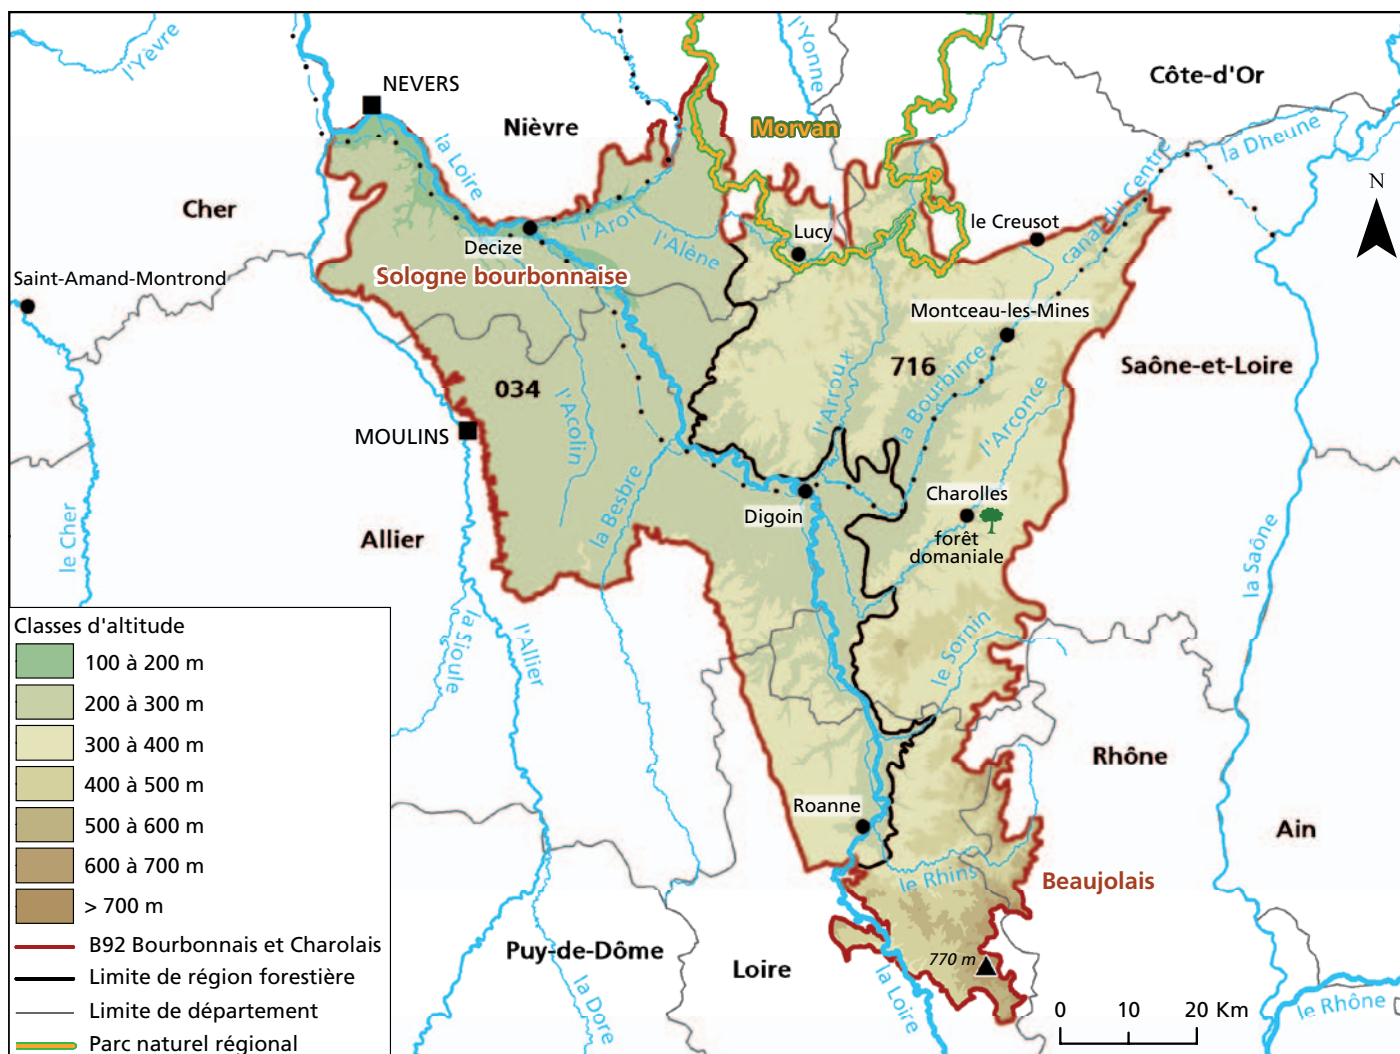 l'Yèvre
l'Yonne
Côte-d'Or
NEVERS
Nièvre
Morvan
la Dheune
la Loire
canal du Centre
N
Cher
l'Aron
Lucy
le Creusot
Decize
l'Alène
Sologne bourbonnaise
Saint-Amand-Montrond
Montceau-les-Mines
716
Saône-et-Loire
034
l'Arroux
la Bourbince
l'Arconce
l'Acolin
MOULINS
la Besbre
Charolles
Digoin
forêt
domaniale
le Cher
Allier
la Saône
la Sioule
l'Allier
le Sornin
Rhône
Roanne
Ain
le Rhins
Beaujolais
Puy-de-Dôme
Loire
770 m
la Dore
la Loire
0 10 20 Km
le Rhône
Classes d'altitude
100 à 200 m
200 à 300 m
300 à 400 m
400 à 500 m
500 à 600 m
600 à 700 m
> 700 m
B92 Bourbonnais et Charolais
Limite de région forestière
Limite de département
Parc naturel régional